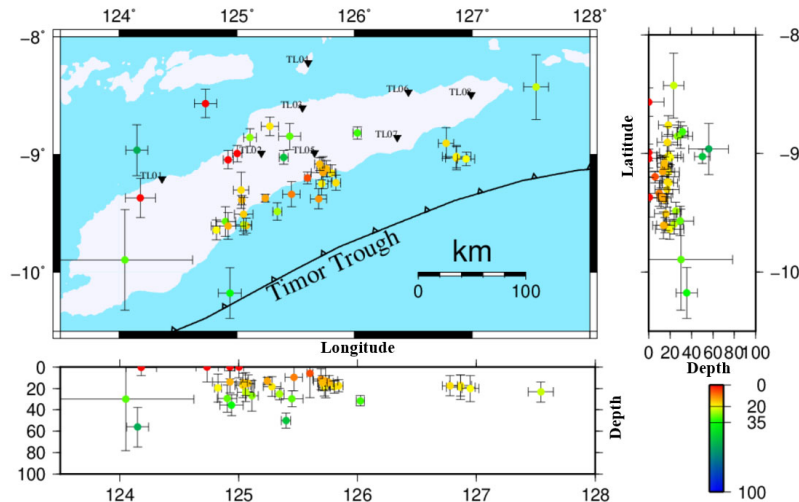 124° 125° 126° 127° 128°
−8° −8
TL01
TL06 TL08
TL03
TL07
−9° TL02 TL05 Latitude −9
km
Timor Trough
−10° 0 100 −10
Longitude
0 20 40 60 80 100
Depth
0 0
20 20
35
40 Depth
60
80
100 100
124 125 126 127 128